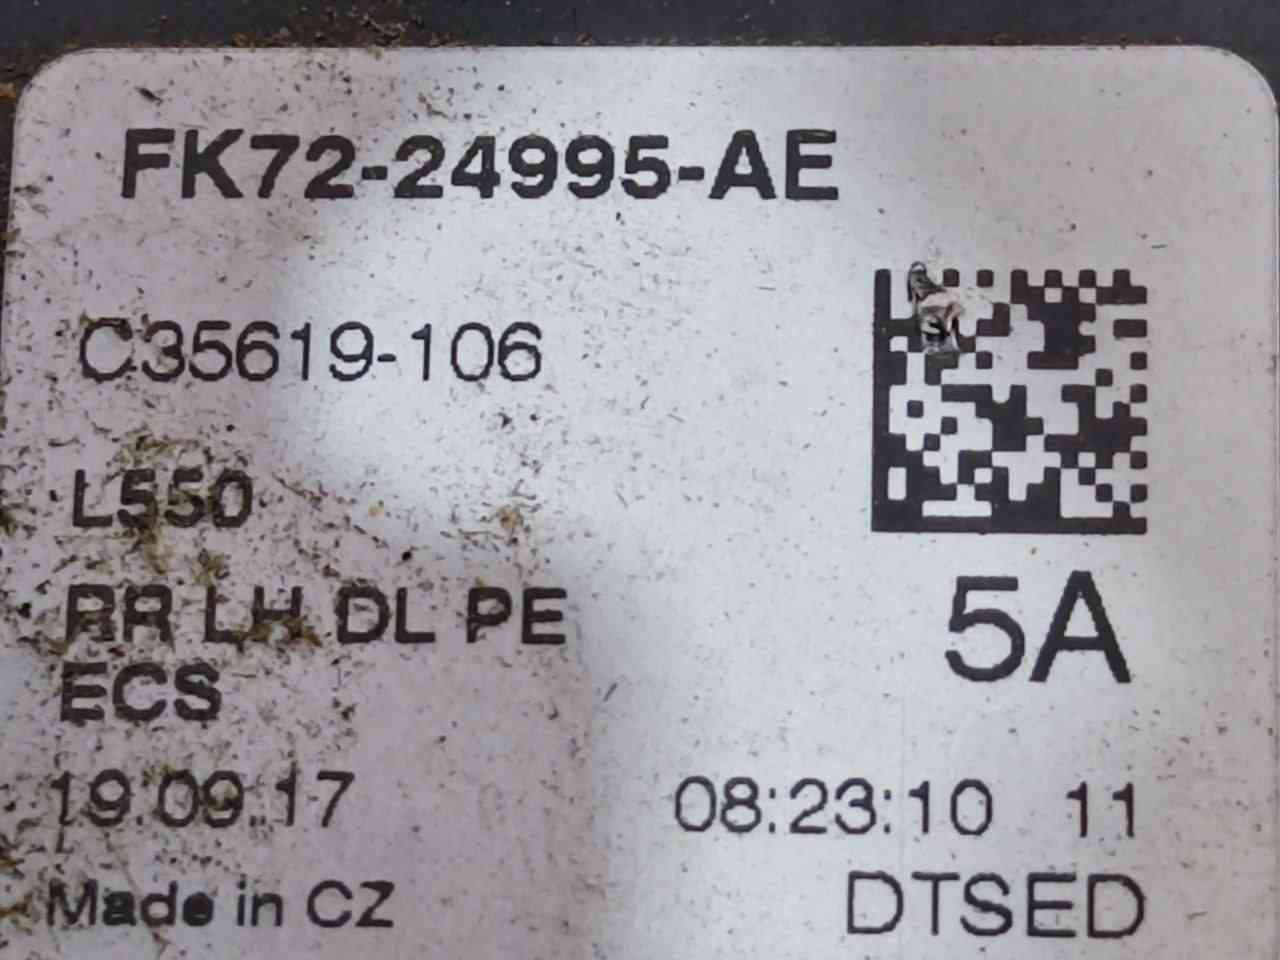 FK72-24995-AE
C35619-106
L550
RR LH DL PE
ECS
5A
19.09.17 08:23:10 11
Made in CZ DTSED